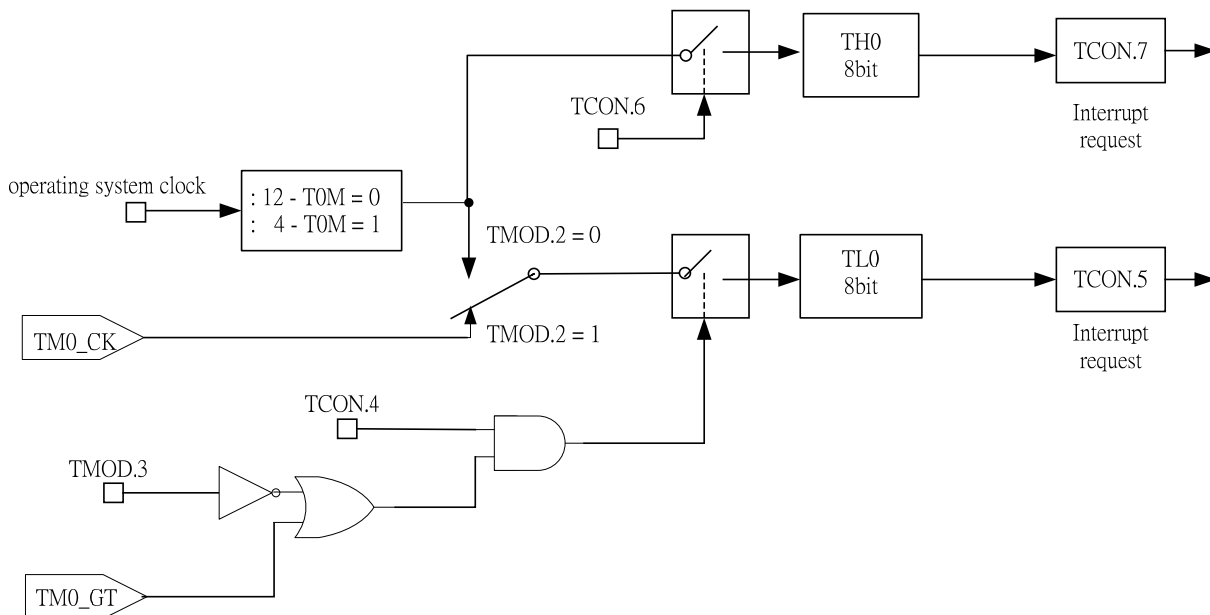 TH0
8bit
TCON.7
TCON.6
Interrupt
request
operating system clock
: 12 - T0M = 0
:   4 - T0M = 1
TMOD.2 = 0
TL0
8bit
TCON.5
TM0_CK
TMOD.2 = 1
Interrupt
request
TCON.4
TMOD.3
TM0_GT